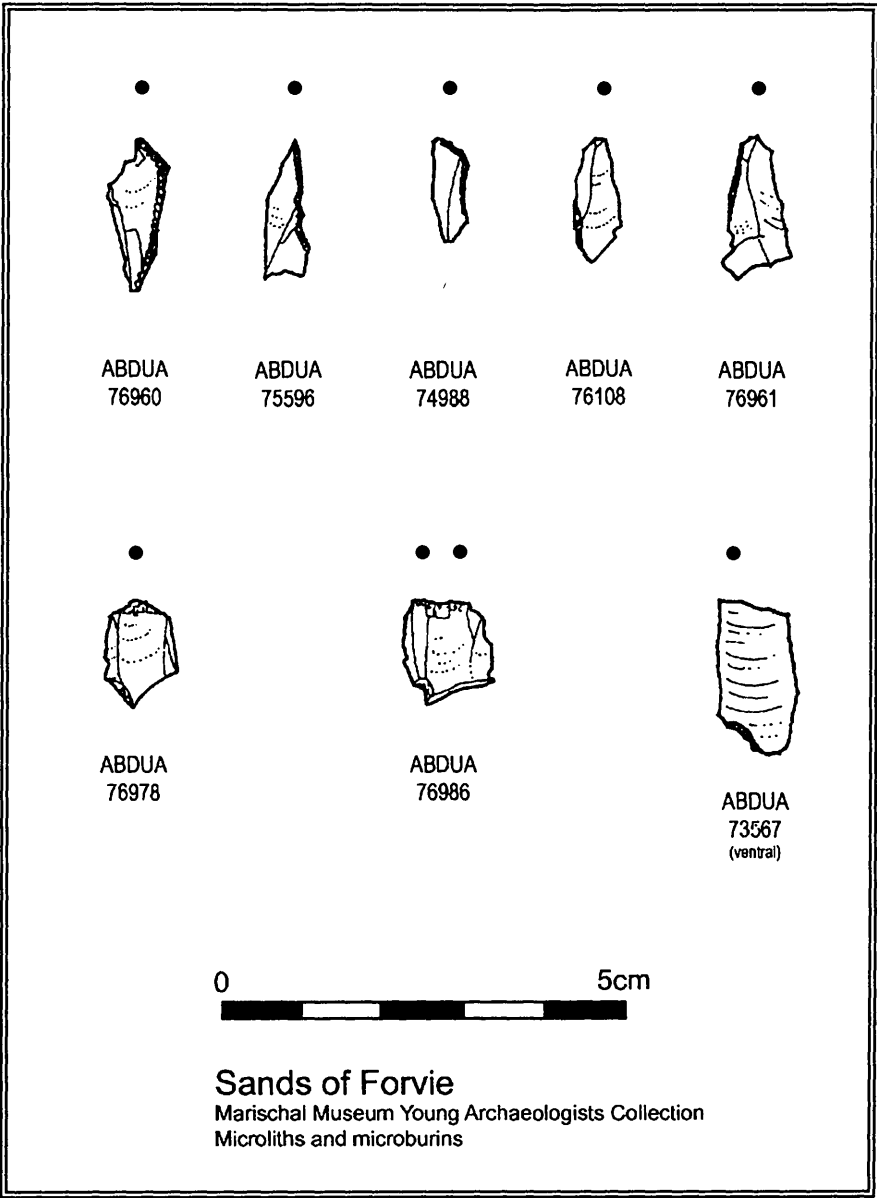 ABDUA
76960
ABDUA
75596
ABDUA
74988
ABDUA
76108
ABDUA
76961
ABDUA
76978
ABDUA
76986
ABDUA
73567
(ventral)
0 5cm
Sands of Forvie
Marischal Museum Young Archaeologists Collection
Microliths and microburins